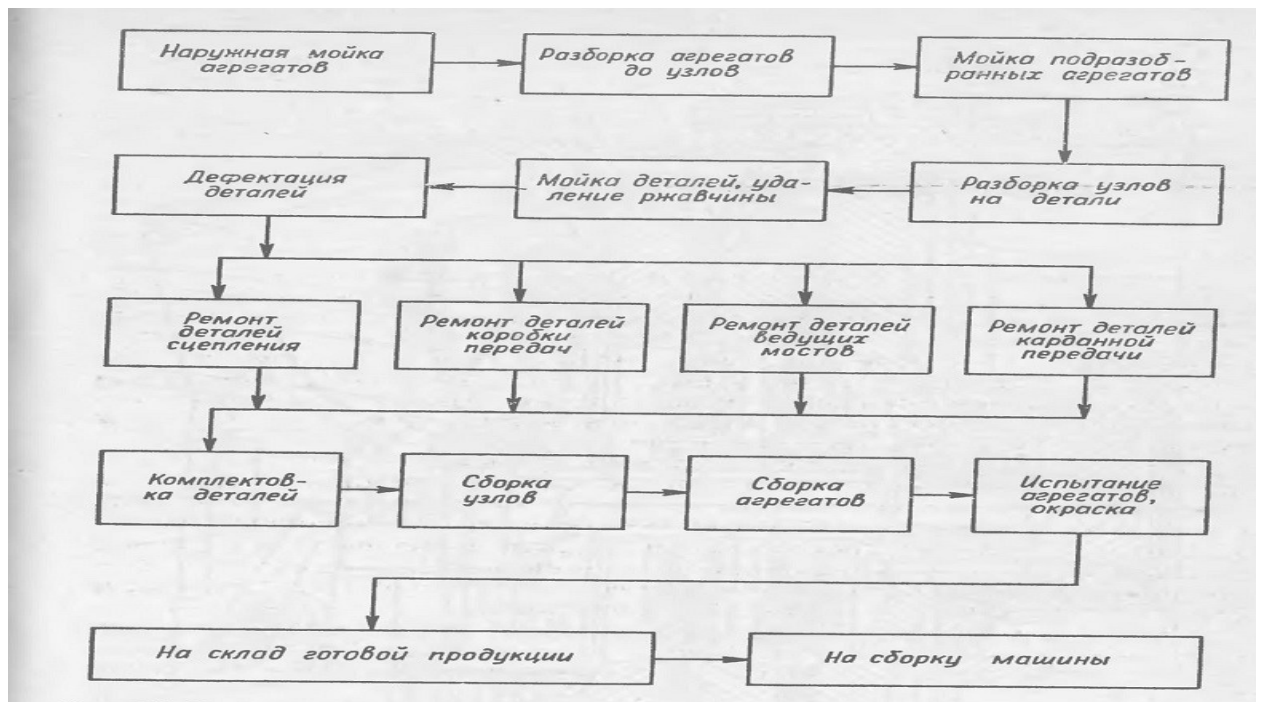 Наружная мойка
агрегатов
Разборка агрегатов
до узлов
Мойка подразоб-
ранных агрегатов
Дефектация
деталей
Мойка деталей, уда-
ление ржавчины
Разборка узлов
на детали
Ремонт
деталей
сцепления
Ремонт деталей
коробки
передач
Ремонт деталей
ведущих
мостов
Ремонт деталей
карданной
передачи
Комплектов-
ка деталей
Сборка
узлов
Сборка
агрегатов
Испытание
агрегатов,
окраска
На склад готовой продукции
На сборку машины